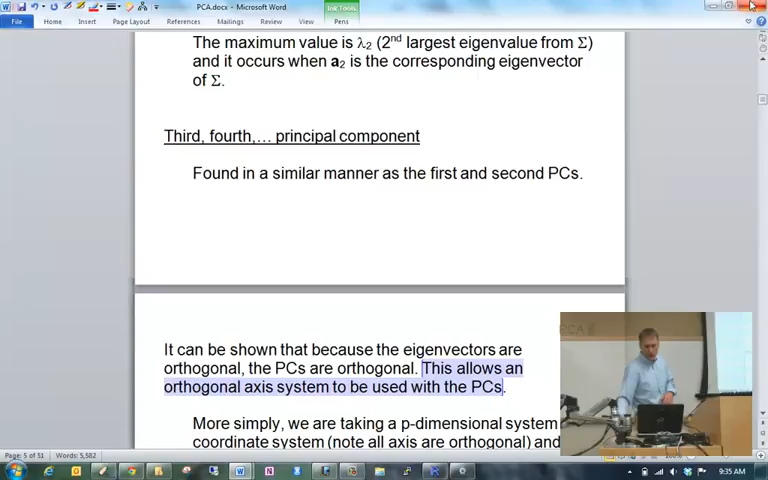 PCA.docx - Microsoft Word
Ink Tools
File Home Insert Page Layout References Mailings Review View Pens
The maximum value is λ2 (2nd largest eigenvalue from Σ)
and it occurs when a2 is the corresponding eigenvector
of Σ.
Third, fourth,… principal component
Found in a similar manner as the first and second PCs.
It can be shown that because the eigenvectors are
orthogonal, the PCs are orthogonal. This allows an
orthogonal axis system to be used with the PCs.
More simply, we are taking a p-dimensional system
coordinate system (note all axis are orthogonal) and
Page: 5 of 51 Words: 5,582
9:35 AM